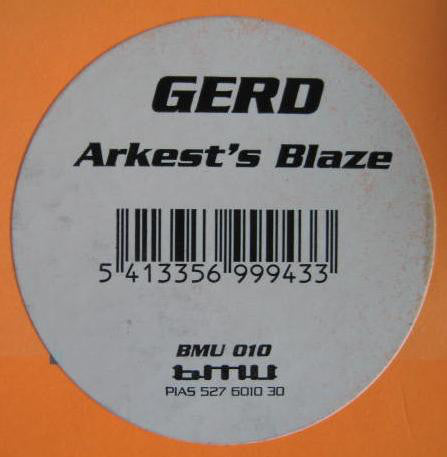 GERD
Arkest's Blaze
5 413356 999433
BMU 010
bmu
PIAS 527 6010 30